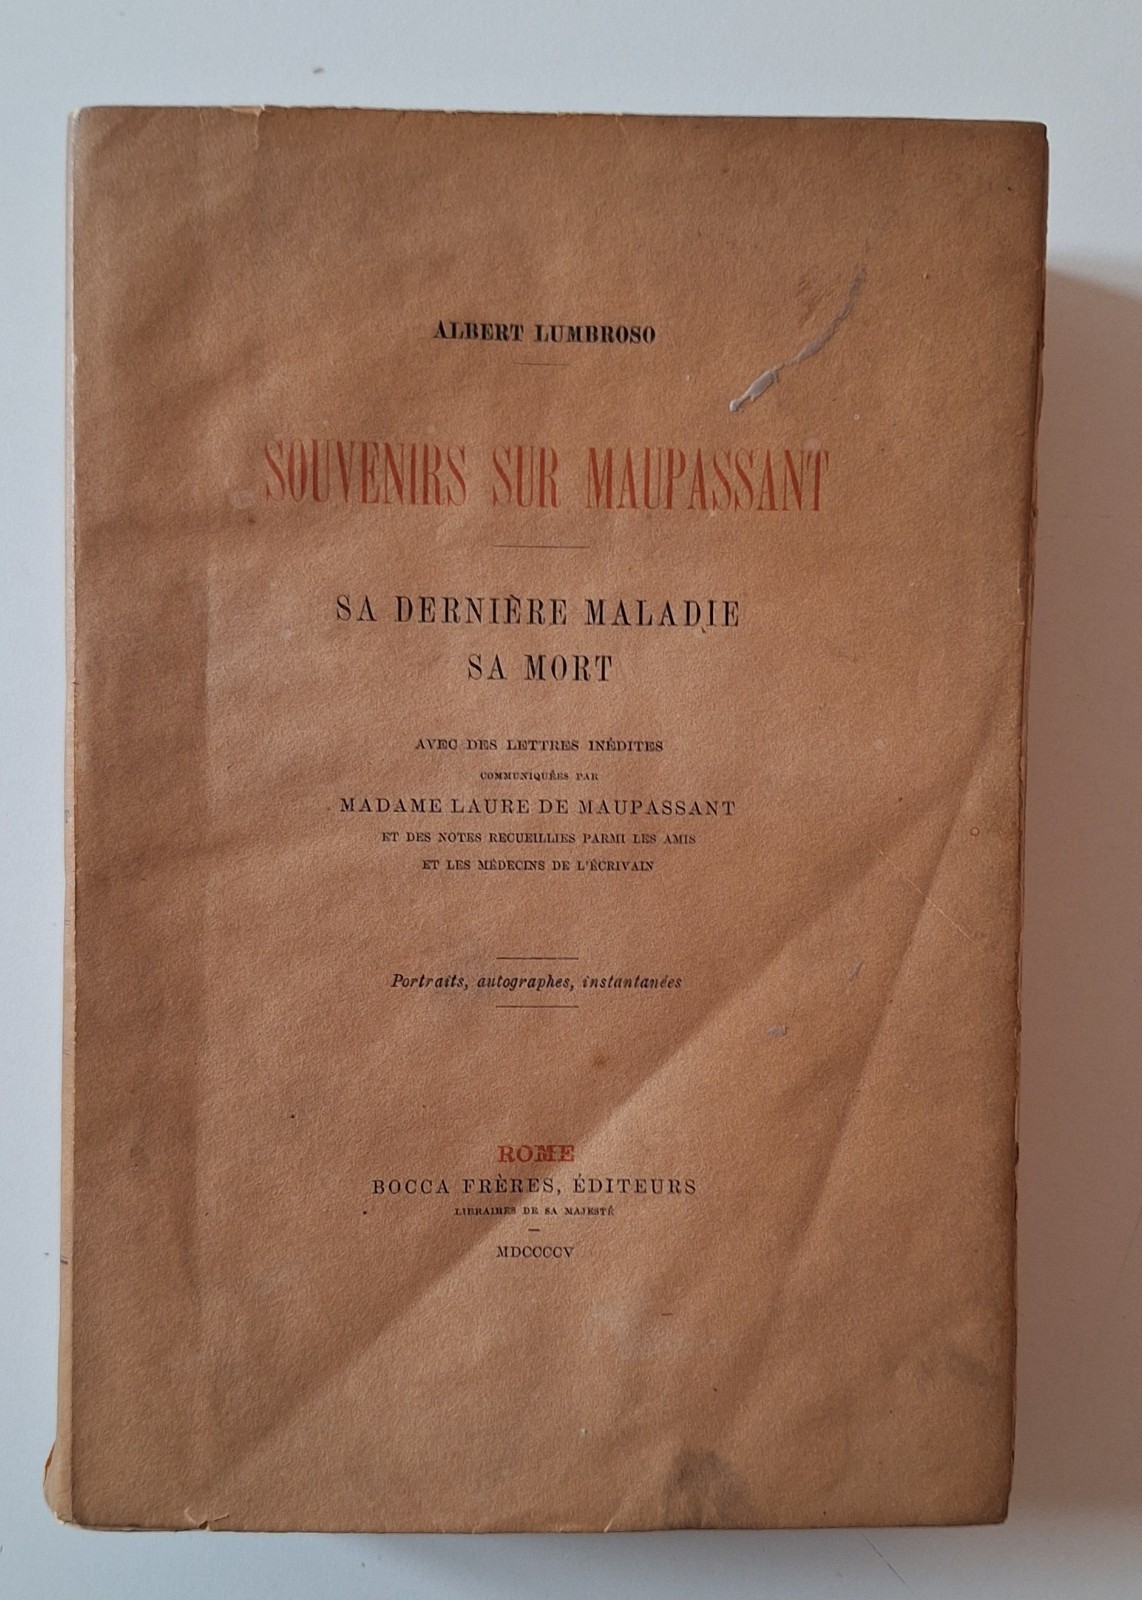 ALBERT LUMBROSO
SOUVENIRS SUR MAUPASSANT
SA DERNIÈRE MALADIE
SA MORT
AVEC DES LETTRES INÉDITES
COMMUNIQUÉES PAR
MADAME LAURE DE MAUPASSANT
ET DES NOTES RECUEILLIES PARMI LES AMIS
ET LES MÉDECINS DE L'ÉCRIVAIN
Portraits, autographes, instantanées
ROME
BOCCA FRÈRES, ÉDITEURS
LIBRAIRES DE SA MAJESTÉ
MDCCCCV